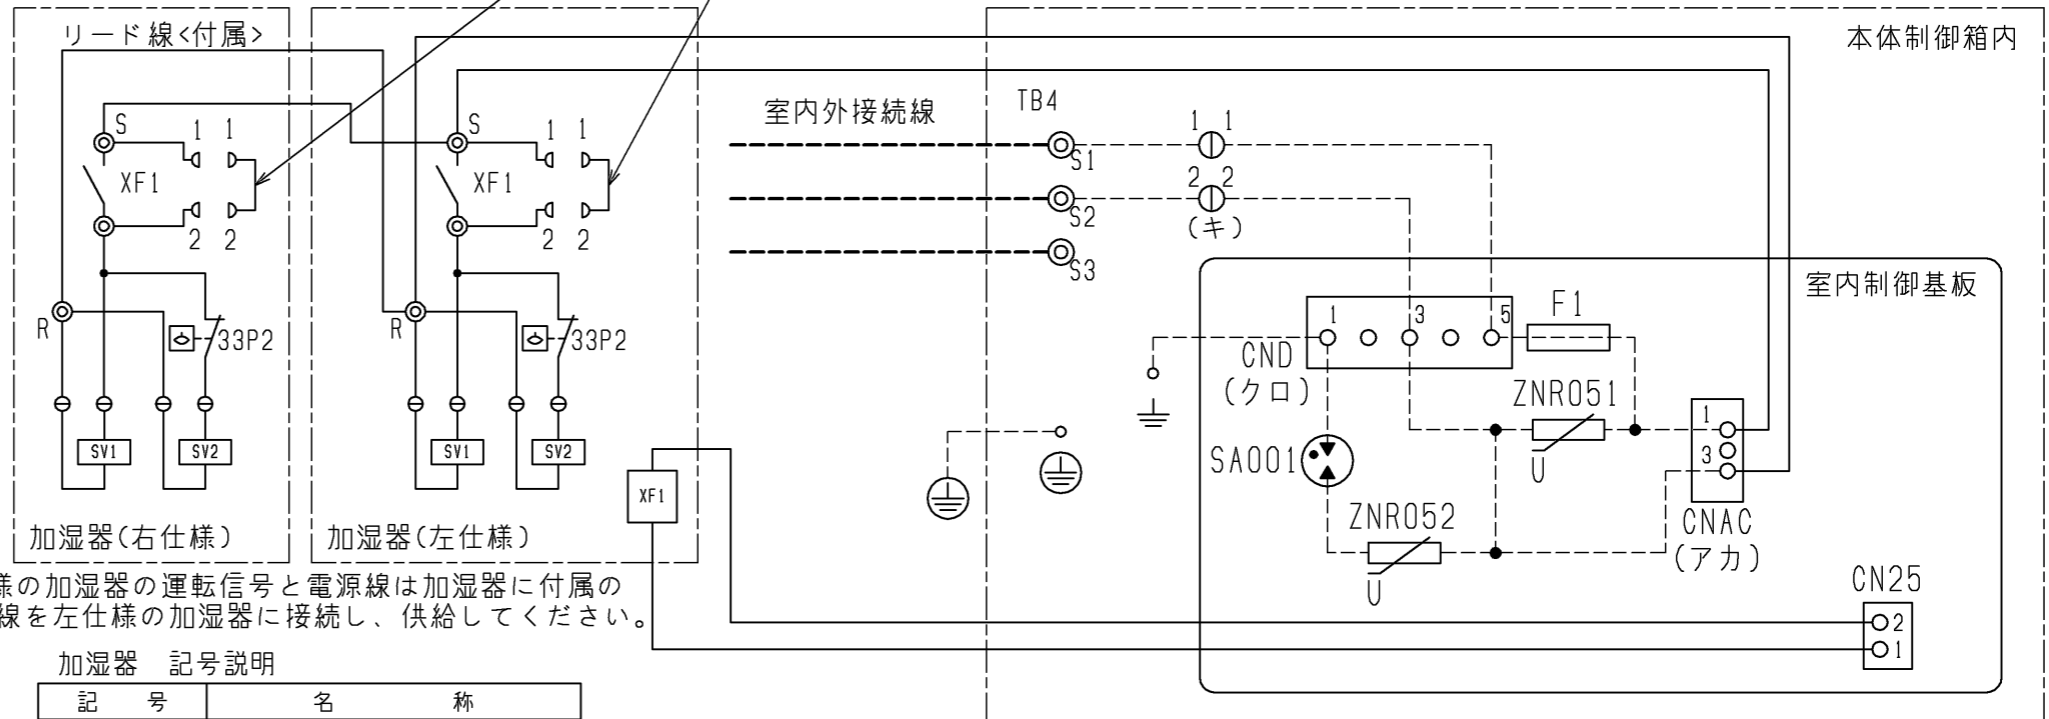 リード線<付属>
本体制御箱内
室内外接続線
TB4
S
1
1
XF1
2
2
S
1
1
XF1
2
2
S1
1
1
S2
2
2
(キ)
S3
室内制御基板
R
33P2
R
33P2
1
3
5
F1
CND
(クロ)
ZNR051
U
SA001
1
3
CNAC
(アカ)
ZNR052
U
SV1
SV2
SV1
SV2
XF1
加湿器(右仕様)
加湿器(左仕様)
CN25
2
1
様の加湿器の運転信号と電源線は加湿器に付属の
線を左仕様の加湿器に接続し、供給してください。
加湿器 記号説明
記 号 名 称